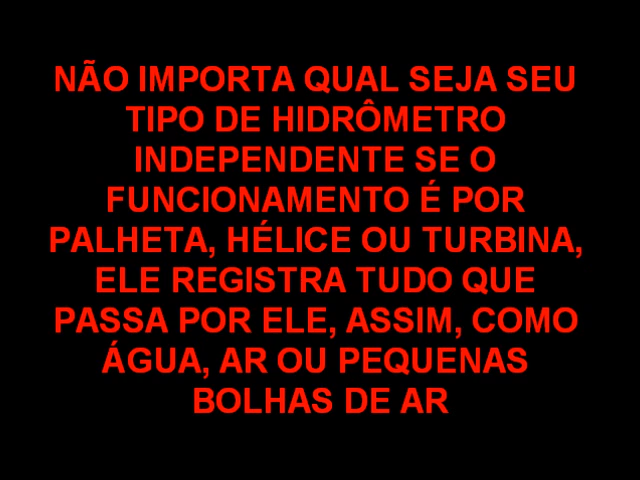 NÃO IMPORTA QUAL SEJA SEU
TIPO DE HIDRÔMETRO
INDEPENDENTE SE O
FUNCIONAMENTO É POR
PALHETA, HÉLICE OU TURBINA,
ELE REGISTRA TUDO QUE
PASSA POR ELE, ASSIM, COMO
ÁGUA, AR OU PEQUENAS
BOLHAS DE AR